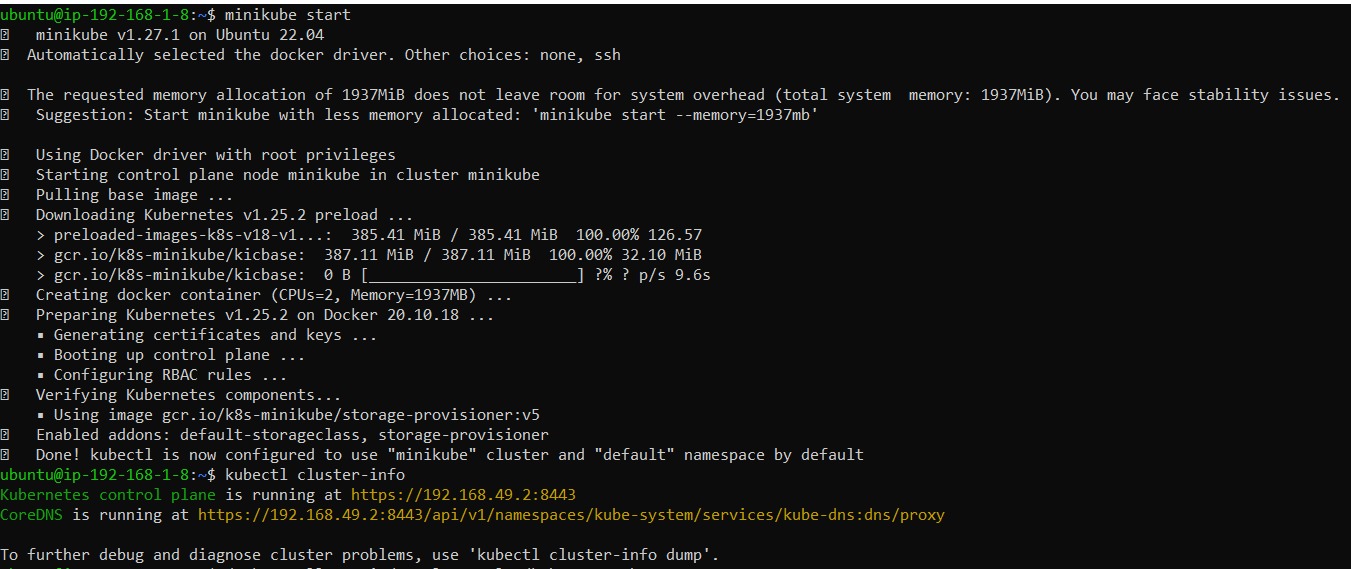 ubuntu@ip-192-168-1-8:~$ minikube start
minikube v1.27.1 on Ubuntu 22.04
Automatically selected the docker driver. Other choices: none, ssh
The requested memory allocation of 1937MiB does not leave room for system overhead (total system  memory: 1937MiB). You may face stability issues.
Suggestion: Start minikube with less memory allocated: 'minikube start --memory=1937mb'
Using Docker driver with root privileges
Starting control plane node minikube in cluster minikube
Pulling base image ...
Downloading Kubernetes v1.25.2 preload ...
> preloaded-images-k8s-v18-v1...:  385.41 MiB / 385.41 MiB  100.00% 126.57
> gcr.io/k8s-minikube/kicbase:  387.11 MiB / 387.11 MiB  100.00% 32.10 MiB
> gcr.io/k8s-minikube/kicbase:  0 B [_______________________] ?% ? p/s 9.6s
Creating docker container (CPUs=2, Memory=1937MB) ...
Preparing Kubernetes v1.25.2 on Docker 20.10.18 ...
▪ Generating certificates and keys ...
▪ Booting up control plane ...
▪ Configuring RBAC rules ...
Verifying Kubernetes components...
▪ Using image gcr.io/k8s-minikube/storage-provisioner:v5
Enabled addons: default-storageclass, storage-provisioner
Done! kubectl is now configured to use "minikube" cluster and "default" namespace by default
ubuntu@ip-192-168-1-8:~$ kubectl cluster-info
Kubernetes control plane is running at https://192.168.49.2:8443
CoreDNS is running at https://192.168.49.2:8443/api/v1/namespaces/kube-system/services/kube-dns:dns/proxy
To further debug and diagnose cluster problems, use 'kubectl cluster-info dump'.